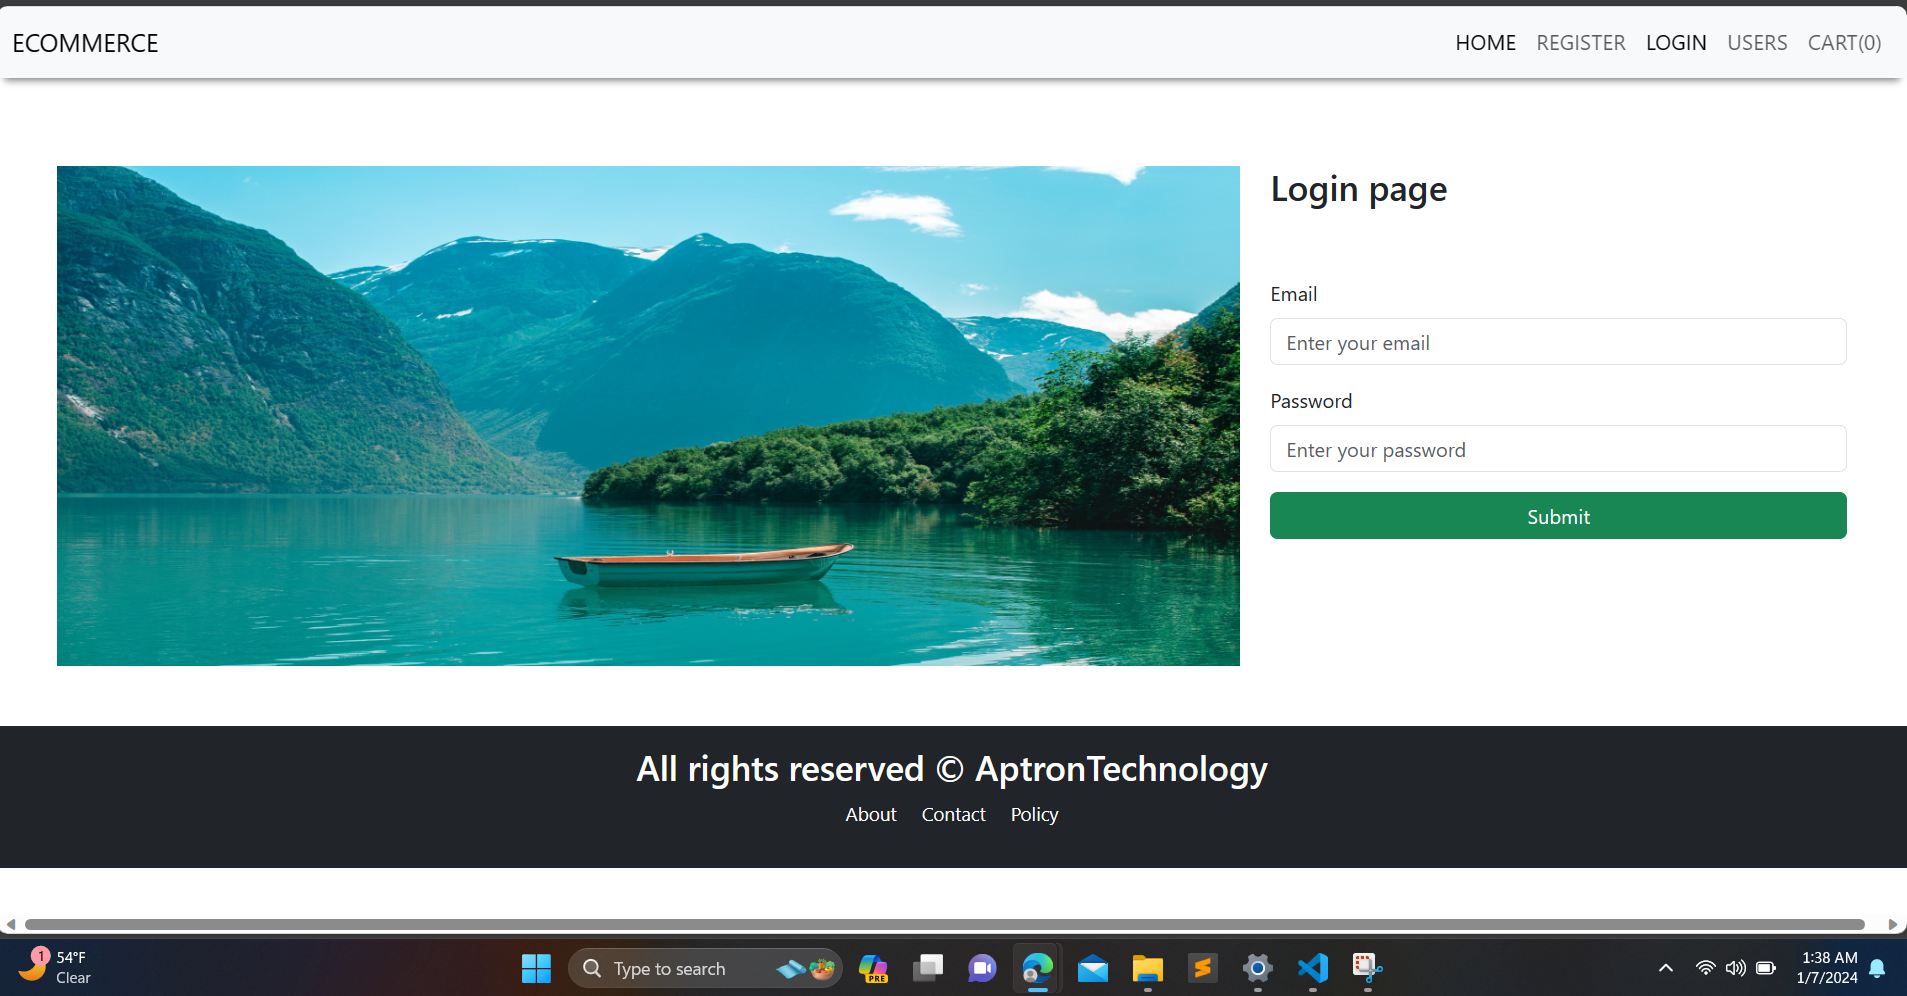 ECOMMERCE HOME REGISTER LOGIN USERS CART(0)
Login page
Email
Enter your email
Password
Enter your password
Submit
All rights reserved © AptronTechnology
About Contact Policy
1
54°F
Clear
Type to search
PRE
1:38 AM
1/7/2024